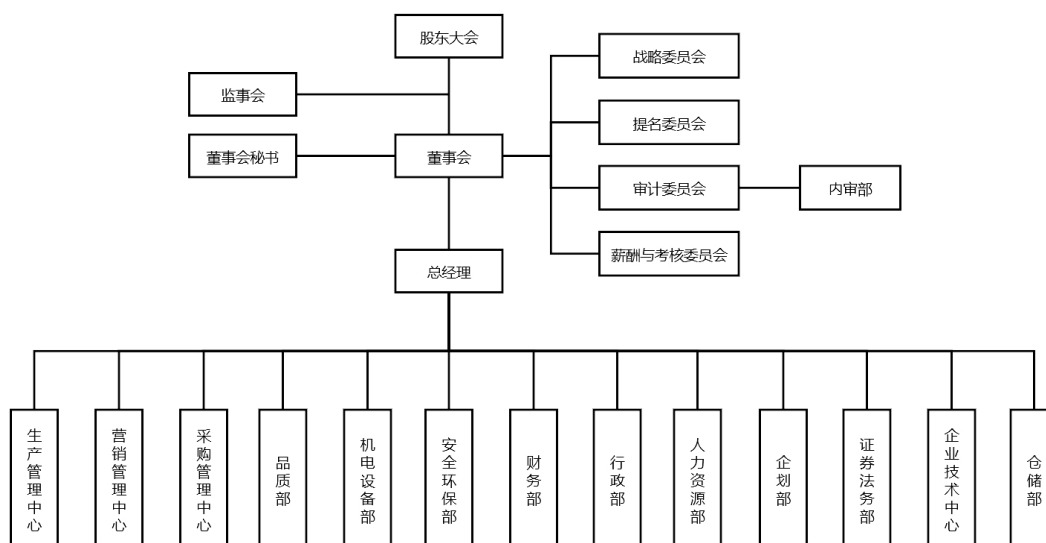 股东大会
战略委员会
监事会
提名委员会
董事会秘书
董事会
审计委员会
内审部
薪酬与考核委员会
总经理
生产管理中心
营销管理中心
采购管理中心
品质部
机电设备部
安全环保部
财务部
行政部
人力资源部
企划部
证券法务部
企业技术中心
仓储部